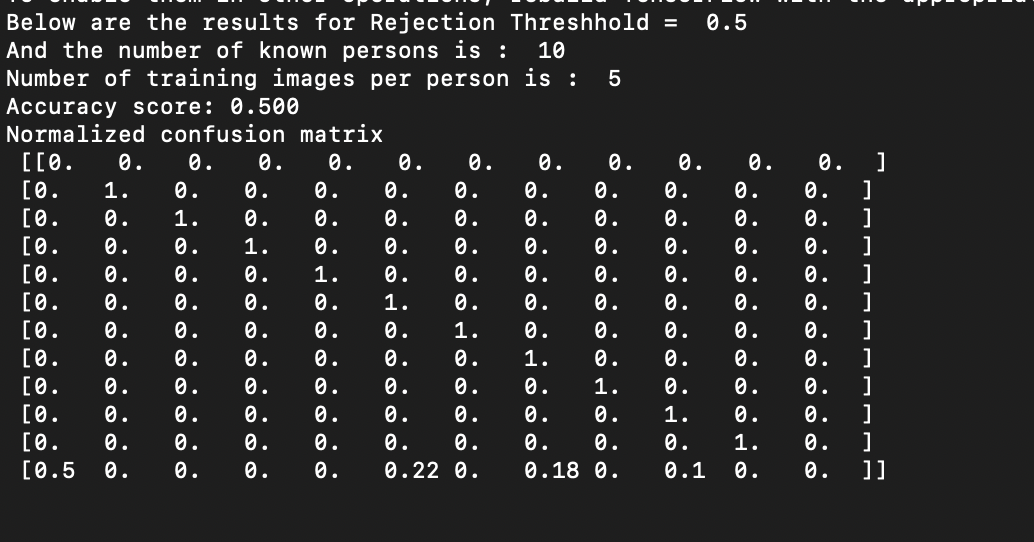 Below are the results for Rejection Threshhold =  0.5
And the number of known persons is :  10
Number of training images per person is :  5
Accuracy score: 0.500
Normalized confusion matrix
 [[0.   0.   0.   0.   0.   0.   0.   0.   0.   0.   0.   0.  ]
 [0.   1.   0.   0.   0.   0.   0.   0.   0.   0.   0.   0.  ]
 [0.   0.   1.   0.   0.   0.   0.   0.   0.   0.   0.   0.  ]
 [0.   0.   0.   1.   0.   0.   0.   0.   0.   0.   0.   0.  ]
 [0.   0.   0.   0.   1.   0.   0.   0.   0.   0.   0.   0.  ]
 [0.   0.   0.   0.   0.   1.   0.   0.   0.   0.   0.   0.  ]
 [0.   0.   0.   0.   0.   0.   1.   0.   0.   0.   0.   0.  ]
 [0.   0.   0.   0.   0.   0.   0.   1.   0.   0.   0.   0.  ]
 [0.   0.   0.   0.   0.   0.   0.   0.   1.   0.   0.   0.  ]
 [0.   0.   0.   0.   0.   0.   0.   0.   0.   1.   0.   0.  ]
 [0.   0.   0.   0.   0.   0.   0.   0.   0.   0.   1.   0.  ]
 [0.5  0.   0.   0.   0.   0.22 0.   0.18 0.   0.1  0.   0.  ]]